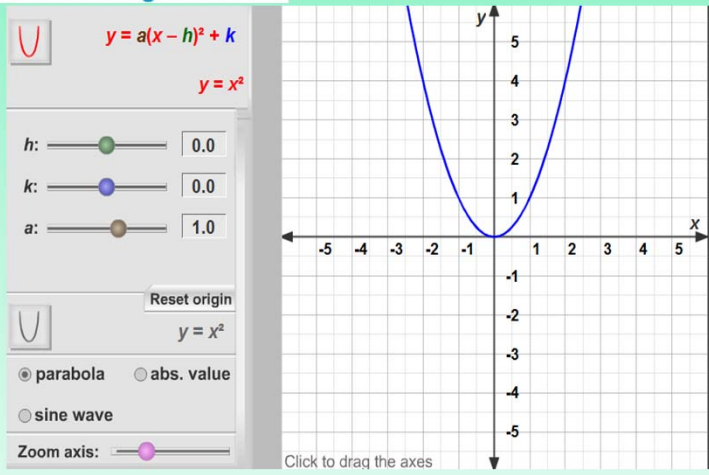 y = a(x – h)² + k
y = x²
h: 0.0
k: 0.0
a: 1.0
Reset origin
y = x²
parabola abs. value
sine wave
Zoom axis:
y
5
4
3
2
1
x
-5 -4 -3 -2 -1 1 2 3 4 5
-1
-2
-3
-4
-5
Click to drag the axes